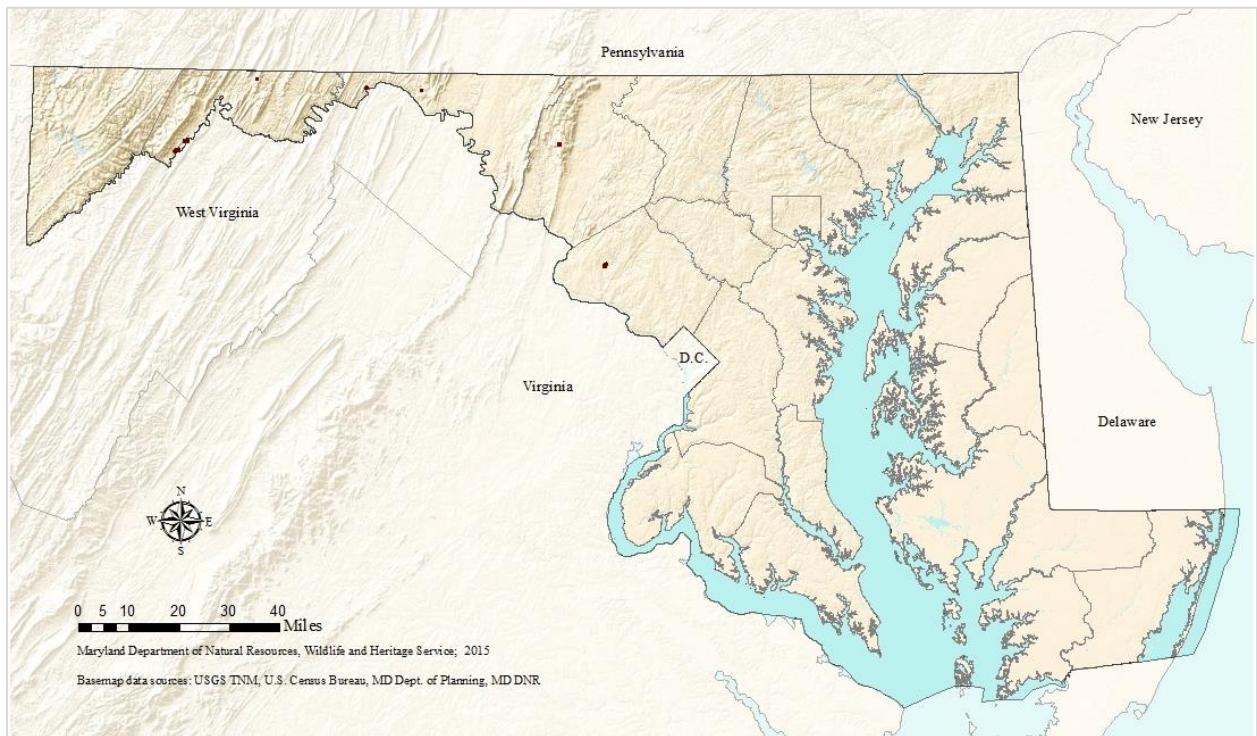 Pennsylvania
New Jersey
West Virginia
D.C.
Virginia
Delaware
N
W E
S
0 5 10 20 30 40
Miles
Maryland Department of Natural Resources, Wildlife and Heritage Service; 2015
Basemap data sources: USGS TNM, U.S. Census Bureau, MD Dept. of Planning, MD DNR